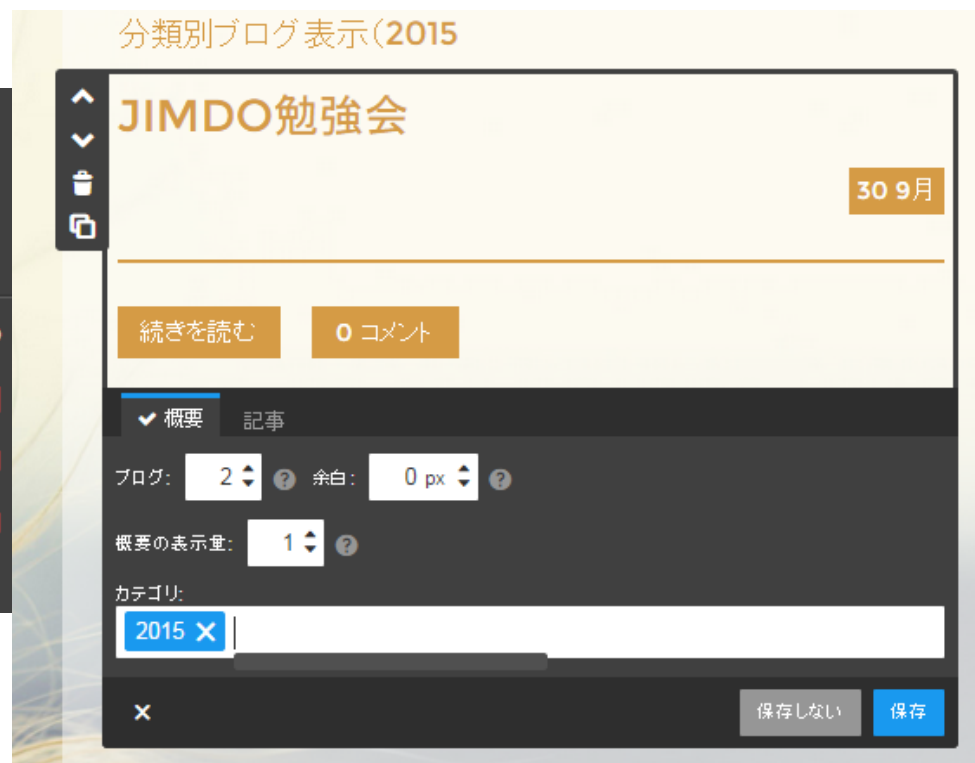 分類別ブログ表示(2015
JIMDO勉強会
30 9月
続きを読む 0 コメント
概要 記事
ブログ: 2 余白: 0 px
概要の表示量: 1
カテゴリ:
2015
保存しない 保存